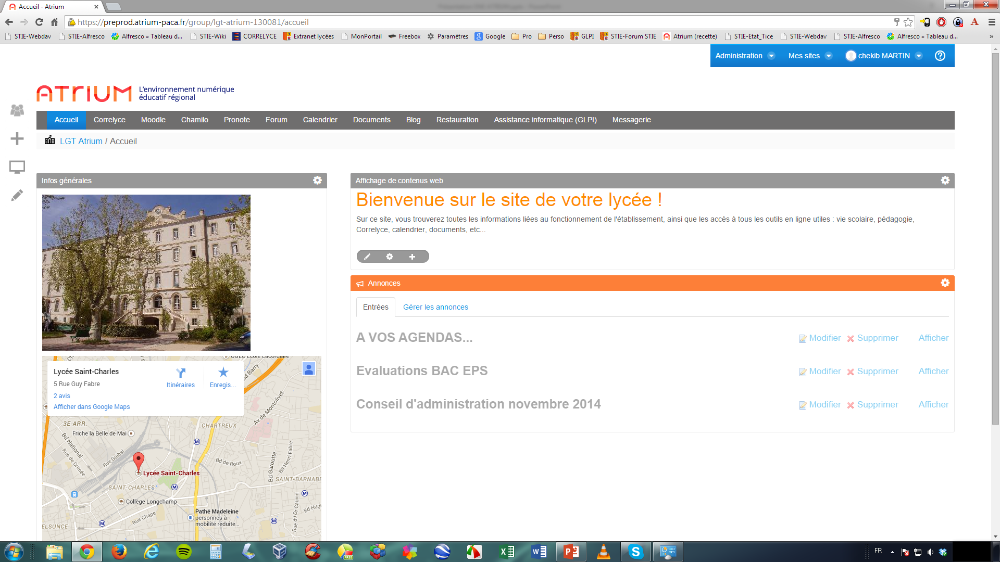 Accueil - Atrium
https://preprod.atrium-paca.fr/group/lgt-atrium-130081/accueil
STIE-Webdav STIE-Alfresco Alfresco » Tableau d... STIE-Wiki CORRELYCE Extranet lycées MonPortail Freebox Paramètres Google Pro Perso GLPI STIE-Forum STIE Atrium (recette) STIE-Etat_Tice STIE-Webdav STIE-Alfresco Alfresco » Tableau d... »
Administration Mes sites chekib MARTIN ?
ATRIUM L'environnement numérique
éducatif régional
Accueil Correlyce Moodle Chamilo Pronote Forum Calendrier Documents Blog Restauration Assistance informatique (GLPI) Messagerie
LGT Atrium / Accueil
Infos générales
Lycée Saint-Charles
5 Rue Guy Fabre
2 avis
Afficher dans Google Maps
Itinéraires
Enregis...
OGEC Ecole Lacordaire
Bd Barry
Av de Montolivet
3E ARR.
CHARTREUX
Friche la Belle de Mai
Bd National
Rue Guibal
Rue de Crimée
M
Bd de Roux
Bd Garoutte
Bd Henri Fabre
Lycée Saint-Charles
SAINT-BARNABE
SAINT-CHARLES
M
M
Collège Longchamp
Rue du Dr Cauvin
Bd Hug
Pathé Madeleine
personnes à
mobilité réduite...
Rue Chape
M
M
ELSUNCE
Affichage de contenus web
Bienvenue sur le site de votre lycée !
Sur ce site, vous trouverez toutes les informations liées au fonctionnement de l'établissement, ainsi que les accès à tous les outils en ligne utiles : vie scolaire, pédagogie,
Correlyce, calendrier, documents, etc...
Annonces
Entrées Gérer les annonces
A VOS AGENDAS... Modifier Supprimer Afficher
Evaluations BAC EPS Modifier Supprimer Afficher
Conseil d'administration novembre 2014 Modifier Supprimer Afficher
FREE
FR